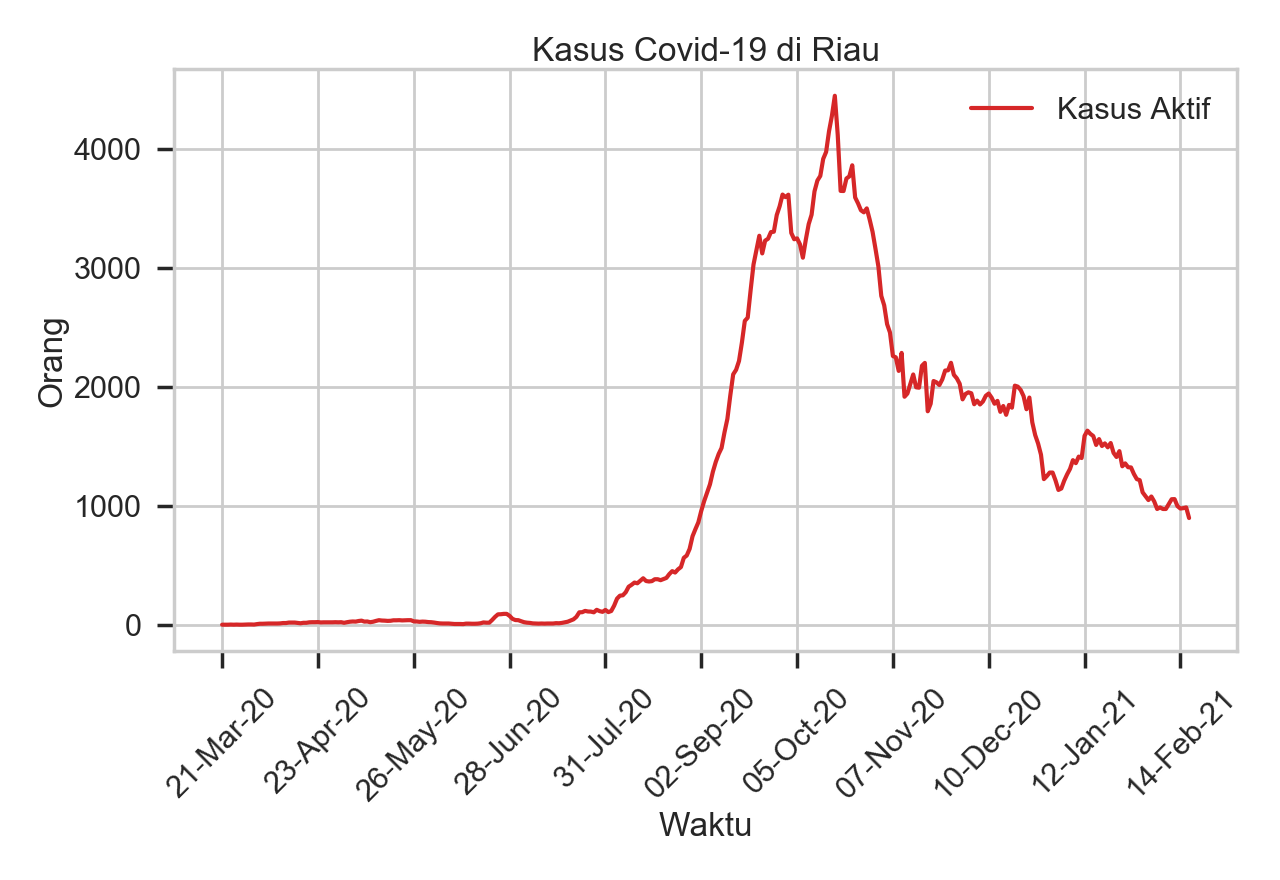 Kasus Covid-19 di Riau
Kasus Aktif
Orang
4000
3000
2000
1000
0
21-Mar-20
23-Apr-20
26-May-20
28-Jun-20
31-Jul-20
02-Sep-20
05-Oct-20
07-Nov-20
10-Dec-20
12-Jan-21
14-Feb-21
Waktu